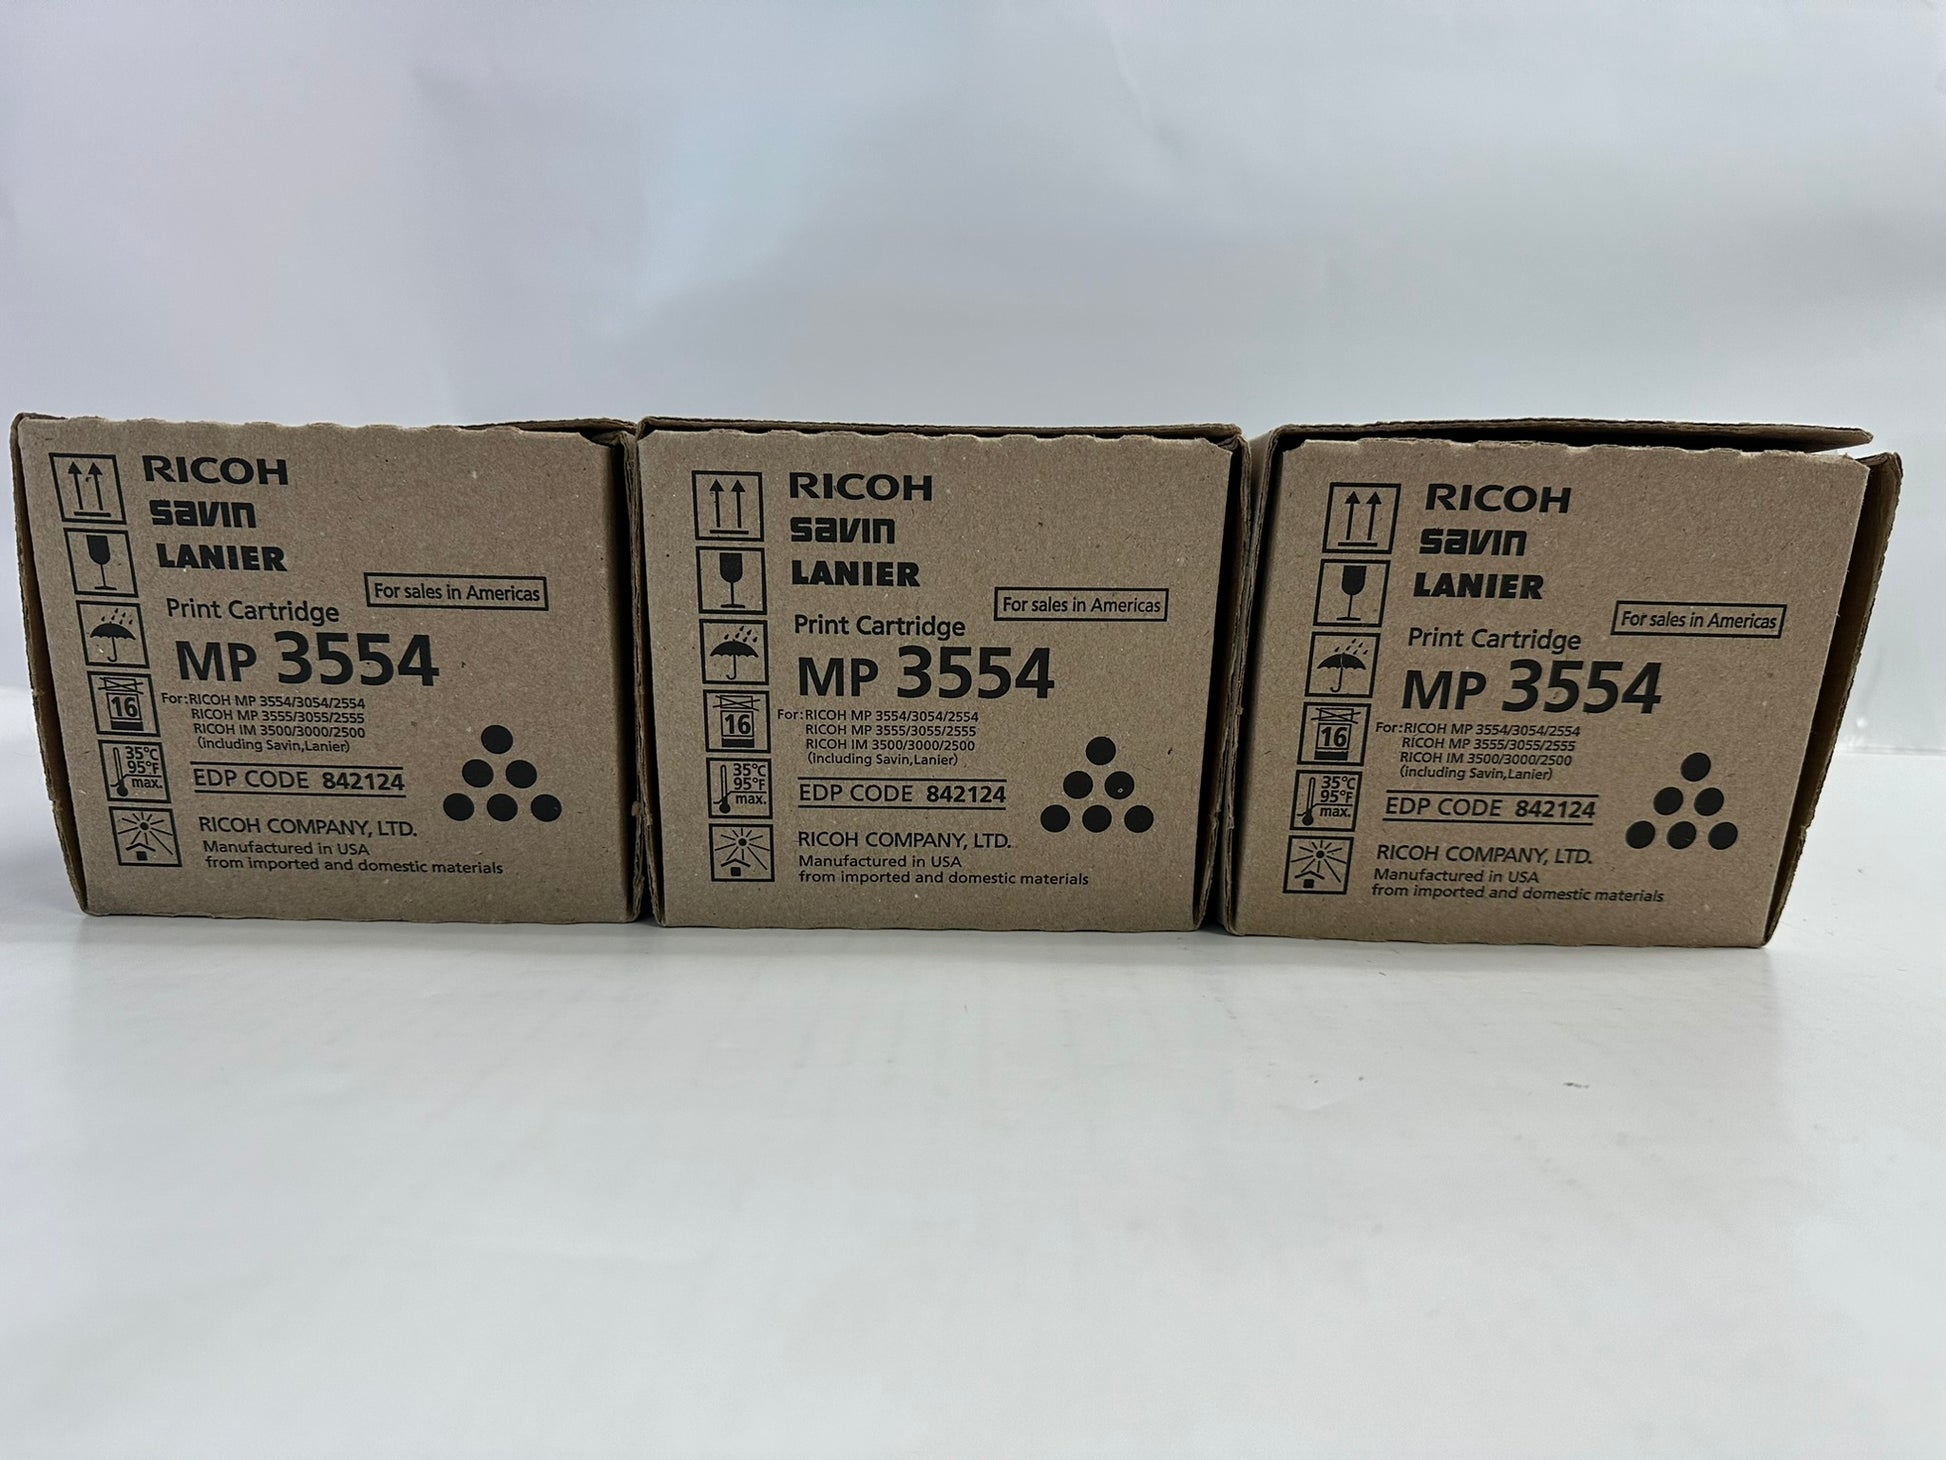 RICOH
savin
LANIER
For sales in Americas
Print Cartridge
MP 3554
For:RICOH MP 3554/3054/2554
RICOH MP 3555/3055/2555
RICOH IM 3500/3000/2500
(including Savin,Lanier)
16
35°C
95°F
max.
EDP CODE 842124
RICOH COMPANY, LTD.
Manufactured in USA
from imported and domestic materials
RICOH
savin
LANIER
For sales in Americas
Print Cartridge
MP 3554
For:RICOH MP 3554/3054/2554
RICOH MP 3555/3055/2555
RICOH IM 3500/3000/2500
(including Savin,Lanier)
16
35°C
95°F
max.
EDP CODE 842124
RICOH COMPANY, LTD.
Manufactured in USA
from imported and domestic materials
RICOH
savin
LANIER
For sales in Americas
Print Cartridge
MP 3554
For:RICOH MP 3554/3054/2554
RICOH MP 3555/3055/2555
RICOH IM 3500/3000/2500
(including Savin,Lanier)
16
35°C
95°F
max.
EDP CODE 842124
RICOH COMPANY, LTD.
Manufactured in USA
from imported and domestic materials